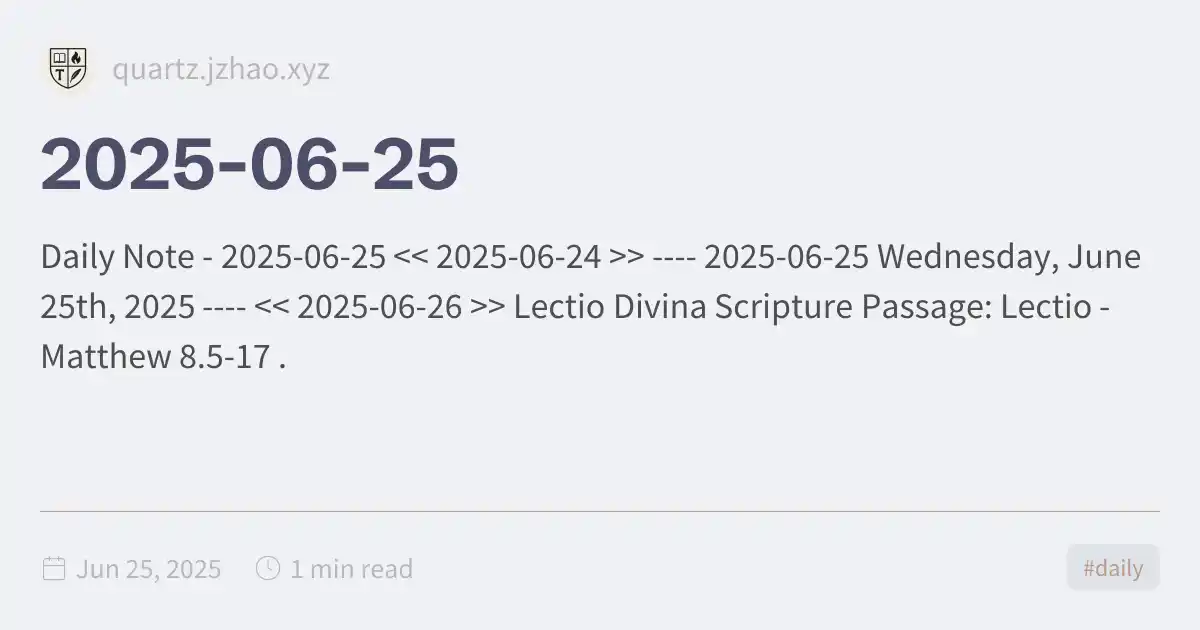 T
quartz.jzhao.xyz
2025-06-25
Daily Note - 2025-06-25 << 2025-06-24 >> ---- 2025-06-25 Wednesday, June
25th, 2025 ---- << 2025-06-26 >> Lectio Divina Scripture Passage: Lectio -
Matthew 8.5-17 .
Jun 25, 2025
1 min read
#daily